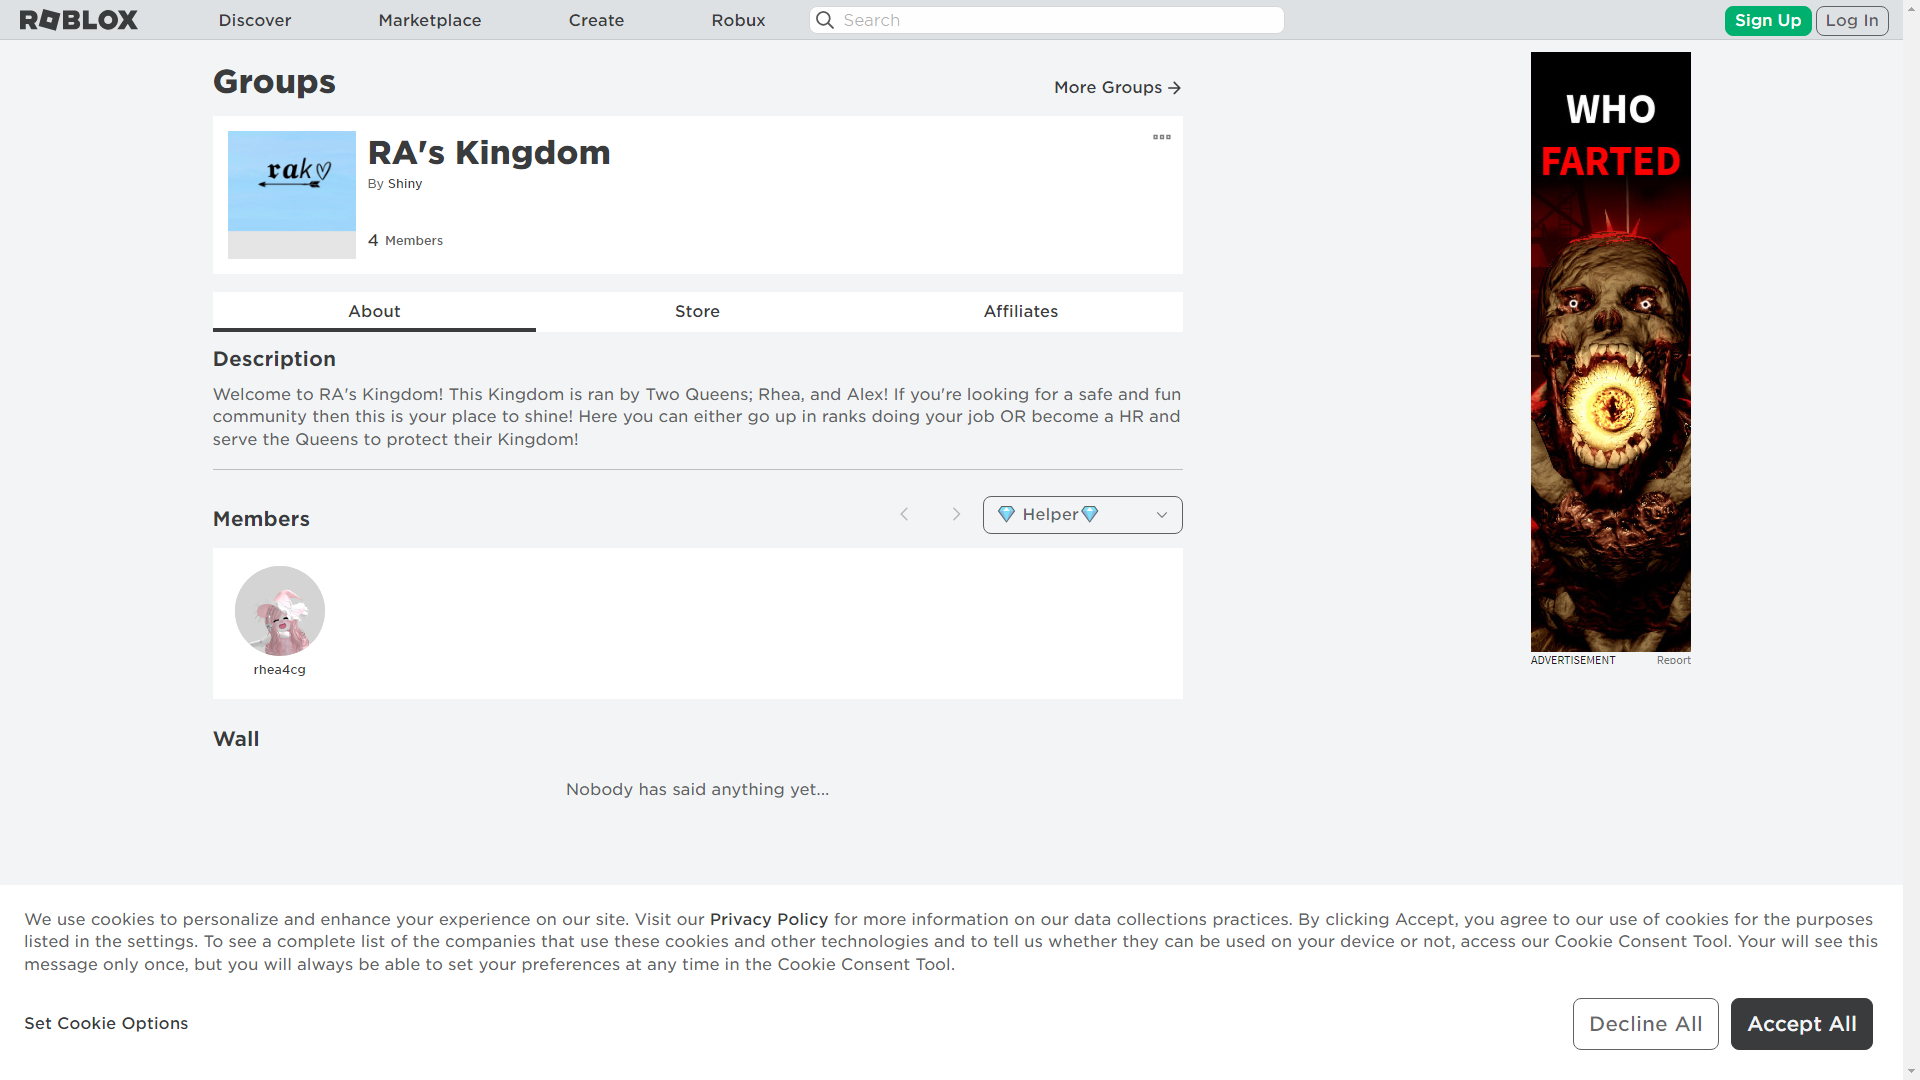 ROBLOX
Discover
Marketplace
Create
Robux
Search
Sign Up
Log In
Groups
More Groups
rak
RA's Kingdom
By Shiny
4 Members
About
Store
Affiliates
Description
Welcome to RA's Kingdom! This Kingdom is ran by Two Queens; Rhea, and Alex! If you're looking for a safe and fun
community then this is your place to shine! Here you can either go up in ranks doing your job OR become a HR and
serve the Queens to protect their Kingdom!
Members
💎 Helper💎
rhea4cg
Wall
Nobody has said anything yet...
WHO
FARTED
ADVERTISEMENT
Report
We use cookies to personalize and enhance your experience on our site. Visit our Privacy Policy for more information on our data collections practices. By clicking Accept, you agree to our use of cookies for the purposes
listed in the settings. To see a complete list of the companies that use these cookies and other technologies and to tell us whether they can be used on your device or not, access our Cookie Consent Tool. Your will see this
message only once, but you will always be able to set your preferences at any time in the Cookie Consent Tool.
Set Cookie Options
Decline All
Accept All